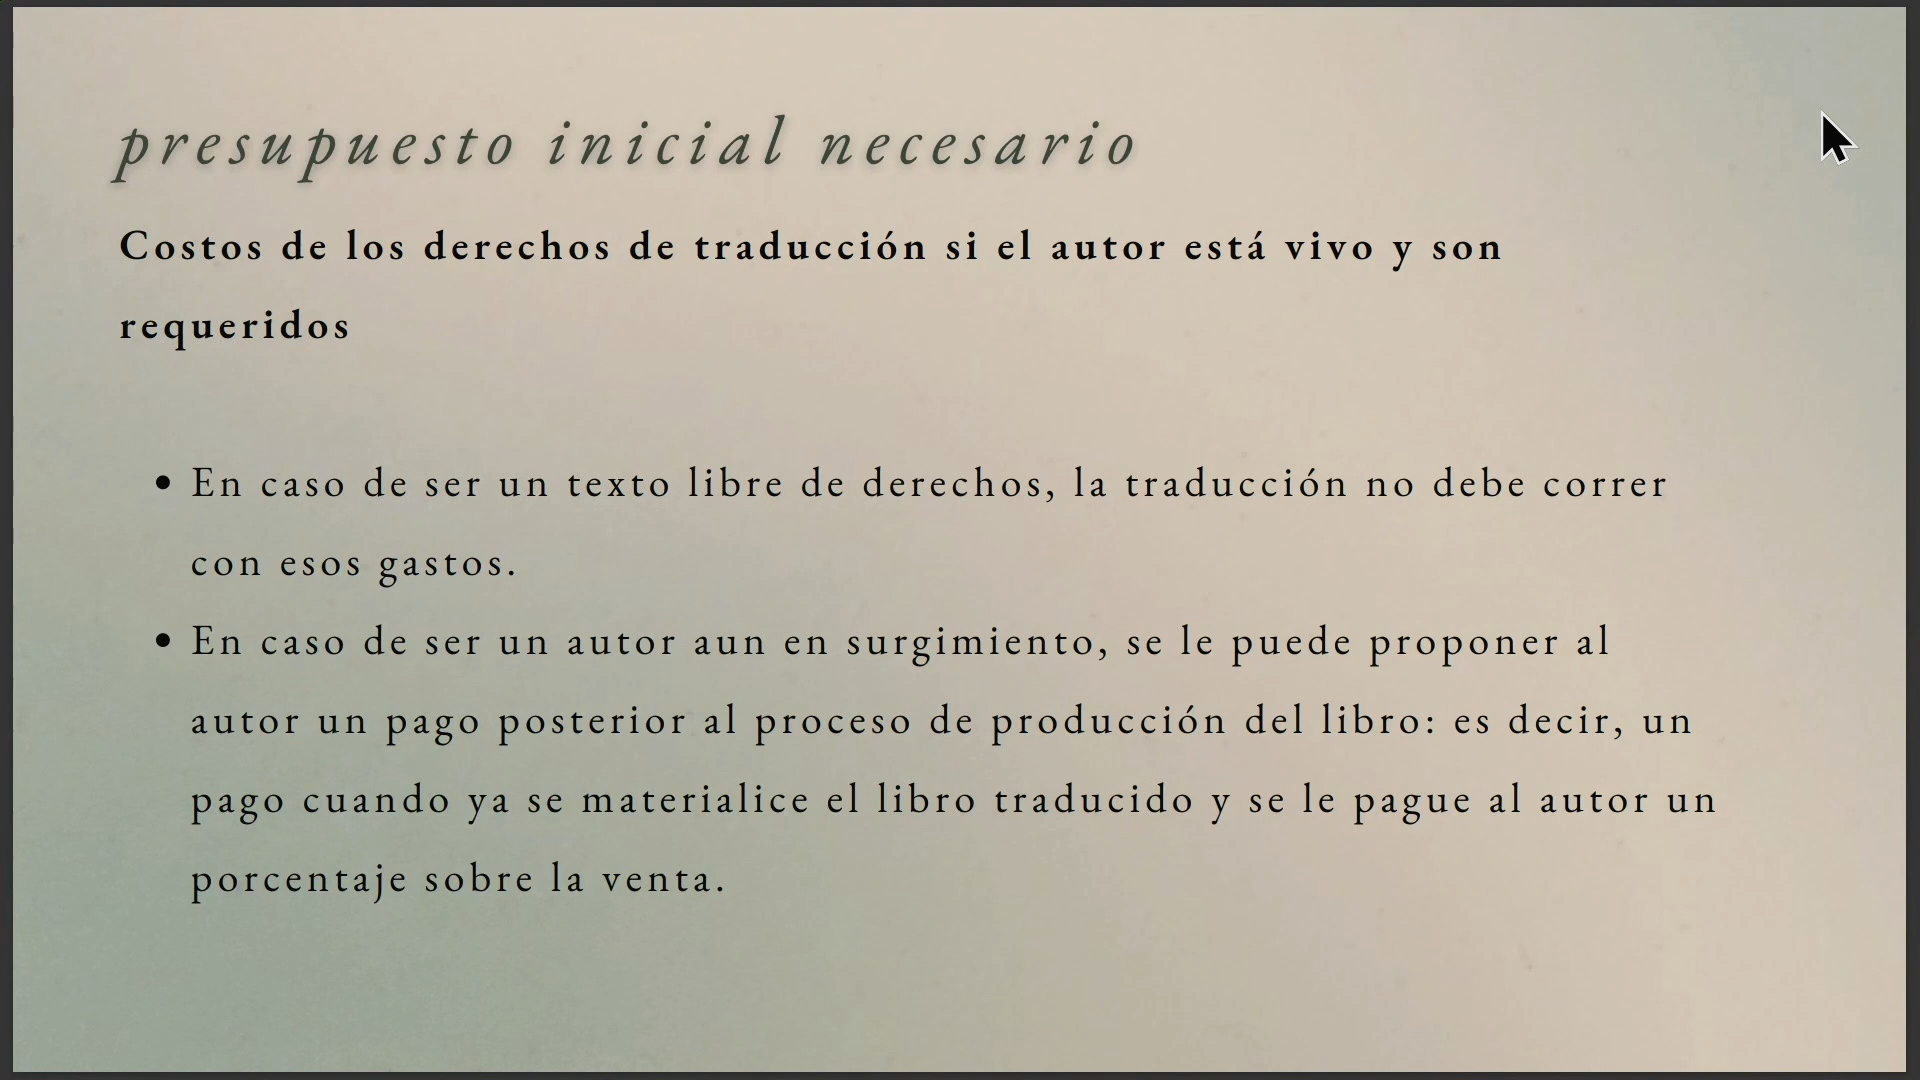 presupuesto inicial necesario
Costos de los derechos de traducción si el autor está vivo y son
requeridos
• En caso de ser un texto libre de derechos, la traducción no debe correr
con esos gastos.
• En caso de ser un autor aun en surgimiento, se le puede proponer al
autor un pago posterior al proceso de producción del libro: es decir, un
pago cuando ya se materialice el libro traducido y se le pague al autor un
porcentaje sobre la venta.